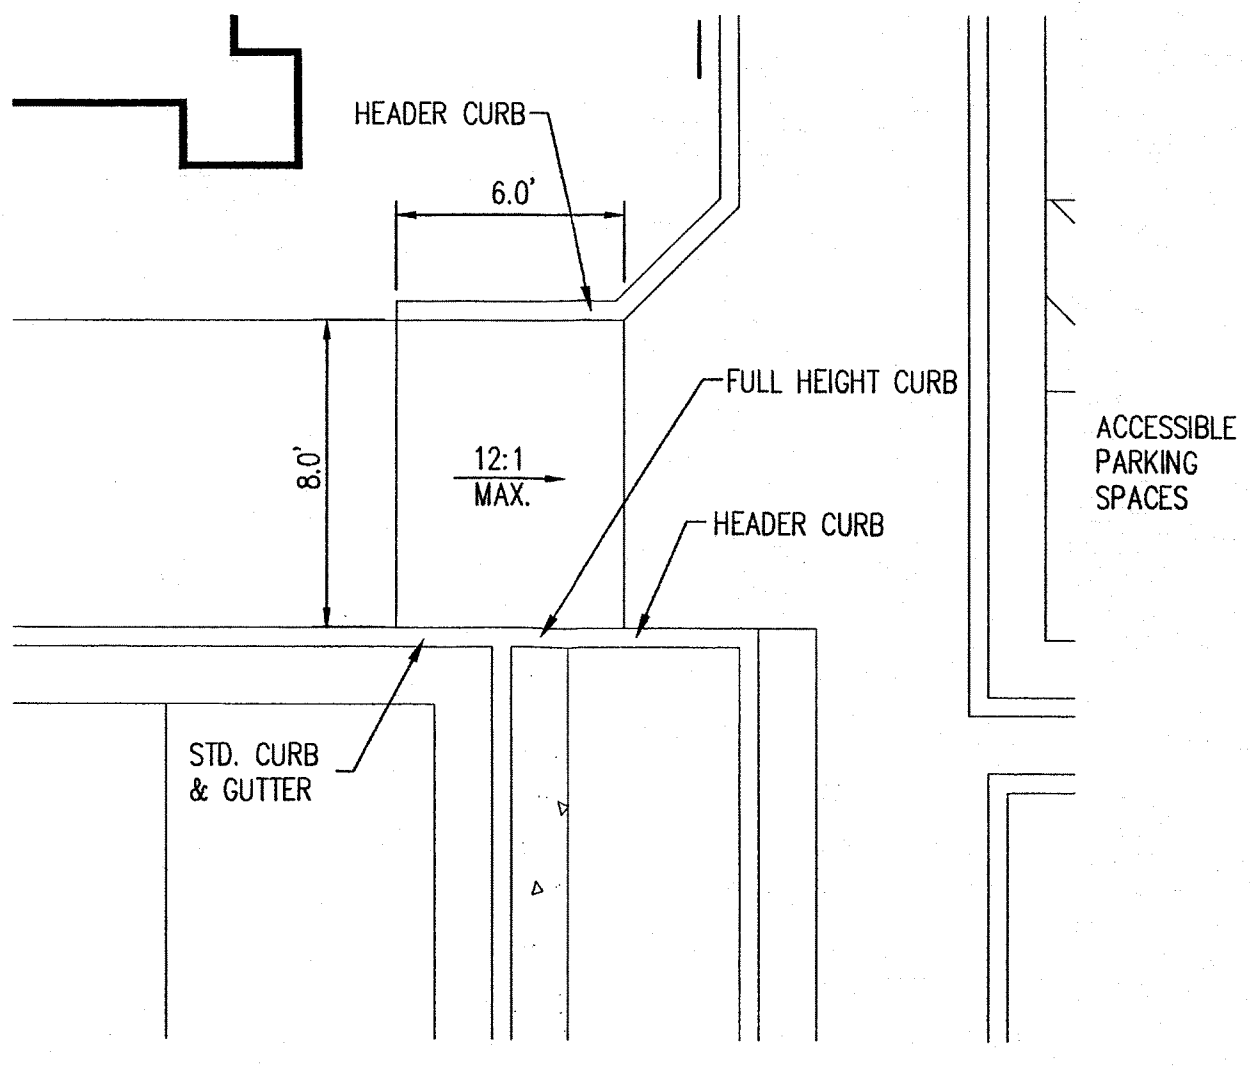 HEADER CURB
6.0'
FULL HEIGHT CURB
ACCESSIBLE
PARKING
SPACES
8.0'
12:1
MAX.
HEADER CURB
STD. CURB
& GUTTER